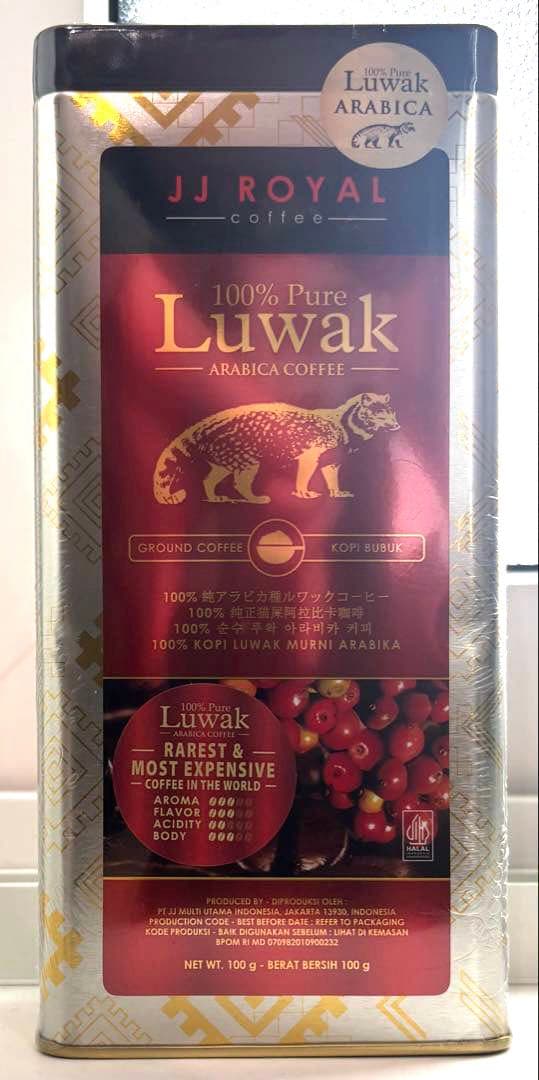 100% Pure
Luwak
ARABICA
JJ ROYAL
coffee
100% Pure
Luwak
ARABICA COFFEE
GROUND COFFEE
KOPI BUBUK
100% 純アラビカ種ルワックコーヒー
100% 纯正猫屎阿拉比卡咖啡
100% 순수 루왁 아라비카 커피
100% KOPI LUWAK MURNI ARABIKA
100% Pure
Luwak
ARABICA COFFEE
RAREST &
MOST EXPENSIVE
COFFEE IN THE WORLD
AROMA
FLAVOR
ACIDITY
BODY
HALAL
INDONESIA
PRODUCED BY - DIPRODUKSI OLEH :
PT JJ MULTI UTAMA INDONESIA, JAKARTA 13930, INDONESIA
PRODUCTION CODE - BEST BEFORE DATE : REFER TO PACKAGING
KODE PRODUKSI - BAIK DIGUNAKAN SEBELUM : LIHAT DI KEMASAN
BPOM RI MD 070982010900232
NET WT. 100 g - BERAT BERSIH 100 g